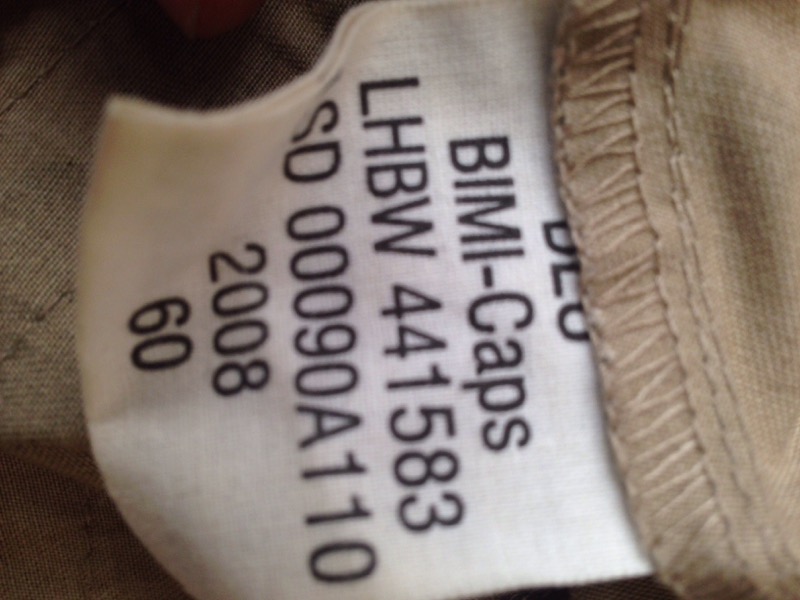 BIMI-Caps
LHBW 441583
SD 00090A110
2008
60